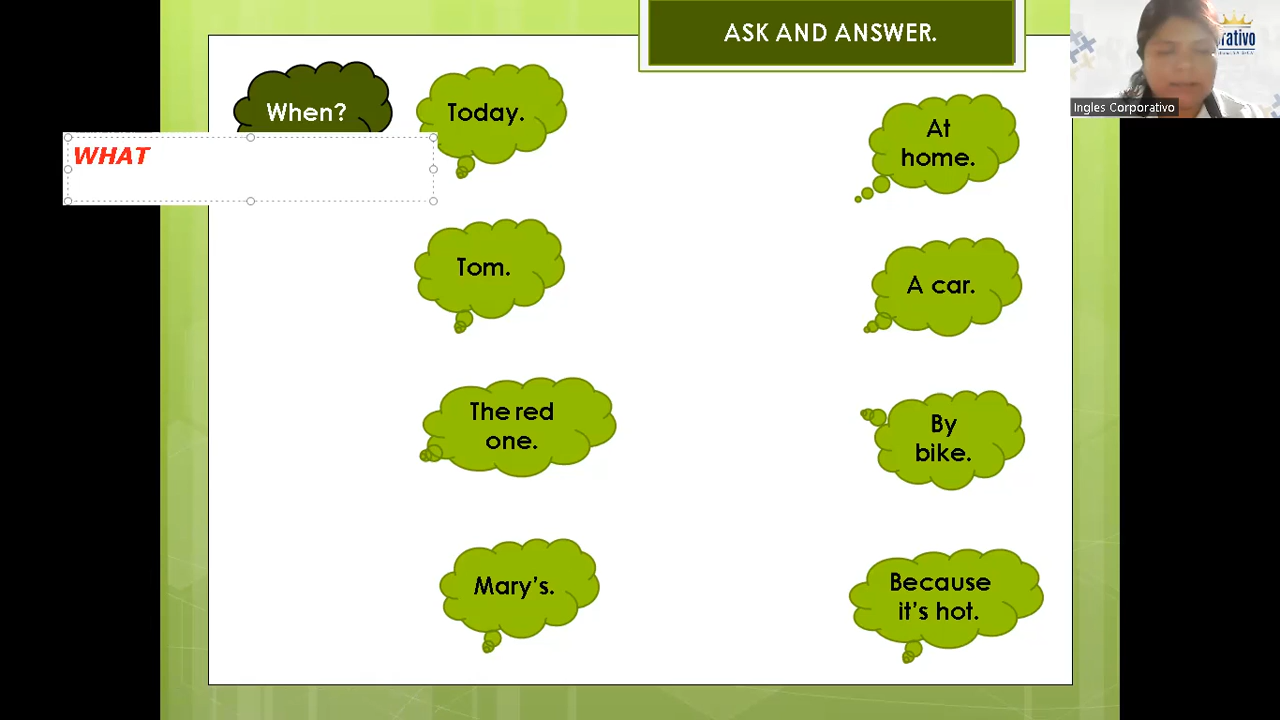 ASK AND ANSWER.
When?
Today.
At
home.
WHAT
Tom.
A car.
The red
one.
By
bike.
Mary's.
Because
it's hot.
rativo
Ingles Corporativo